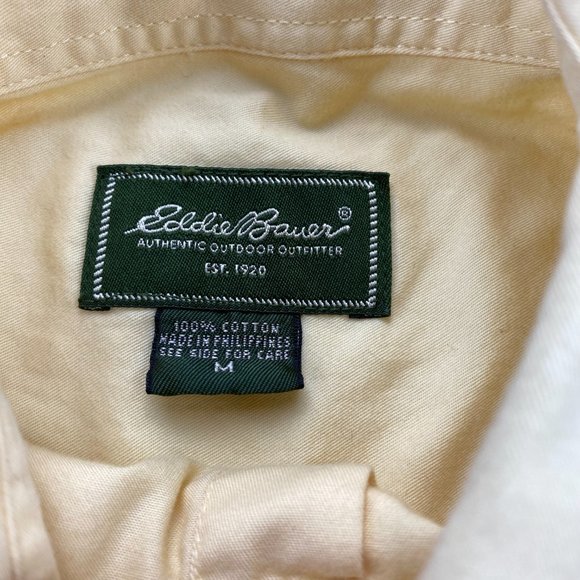 Eddie Bauer®
AUTHENTIC OUTDOOR OUTFITTER
EST. 1920
100% COTTON
MADE IN PHILIPPINES
SEE SIDE FOR CARE
M